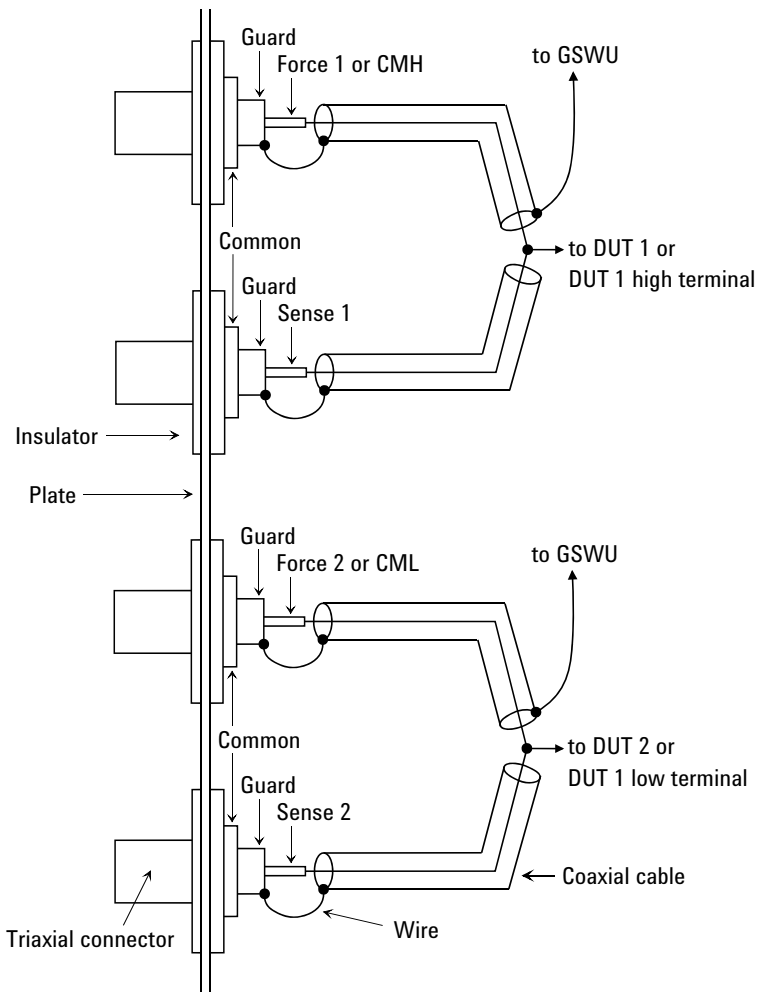 Guard
Force 1 or CMH
to GSWU
Common
to DUT 1 or
DUT 1 high terminal
Guard
Sense 1
Insulator
Plate
Guard
Force 2 or CML
to GSWU
Common
to DUT 2 or
DUT 1 low terminal
Guard
Sense 2
Coaxial cable
Triaxial connector
Wire